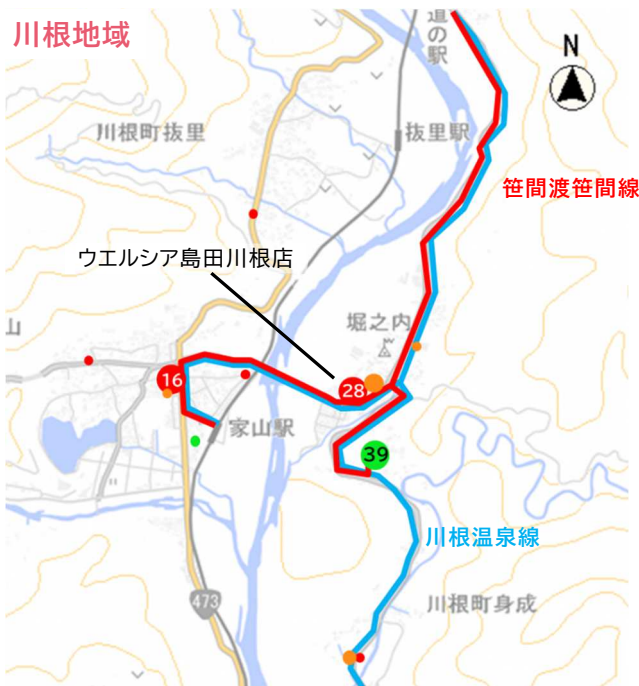 川根地域
道の駅
N
川根町抜里
抜里駅
笹間渡笹間線
ウエルシア島田川根店
堀之内
山
16
28
家山駅
39
川根温泉線
473
川根町身成